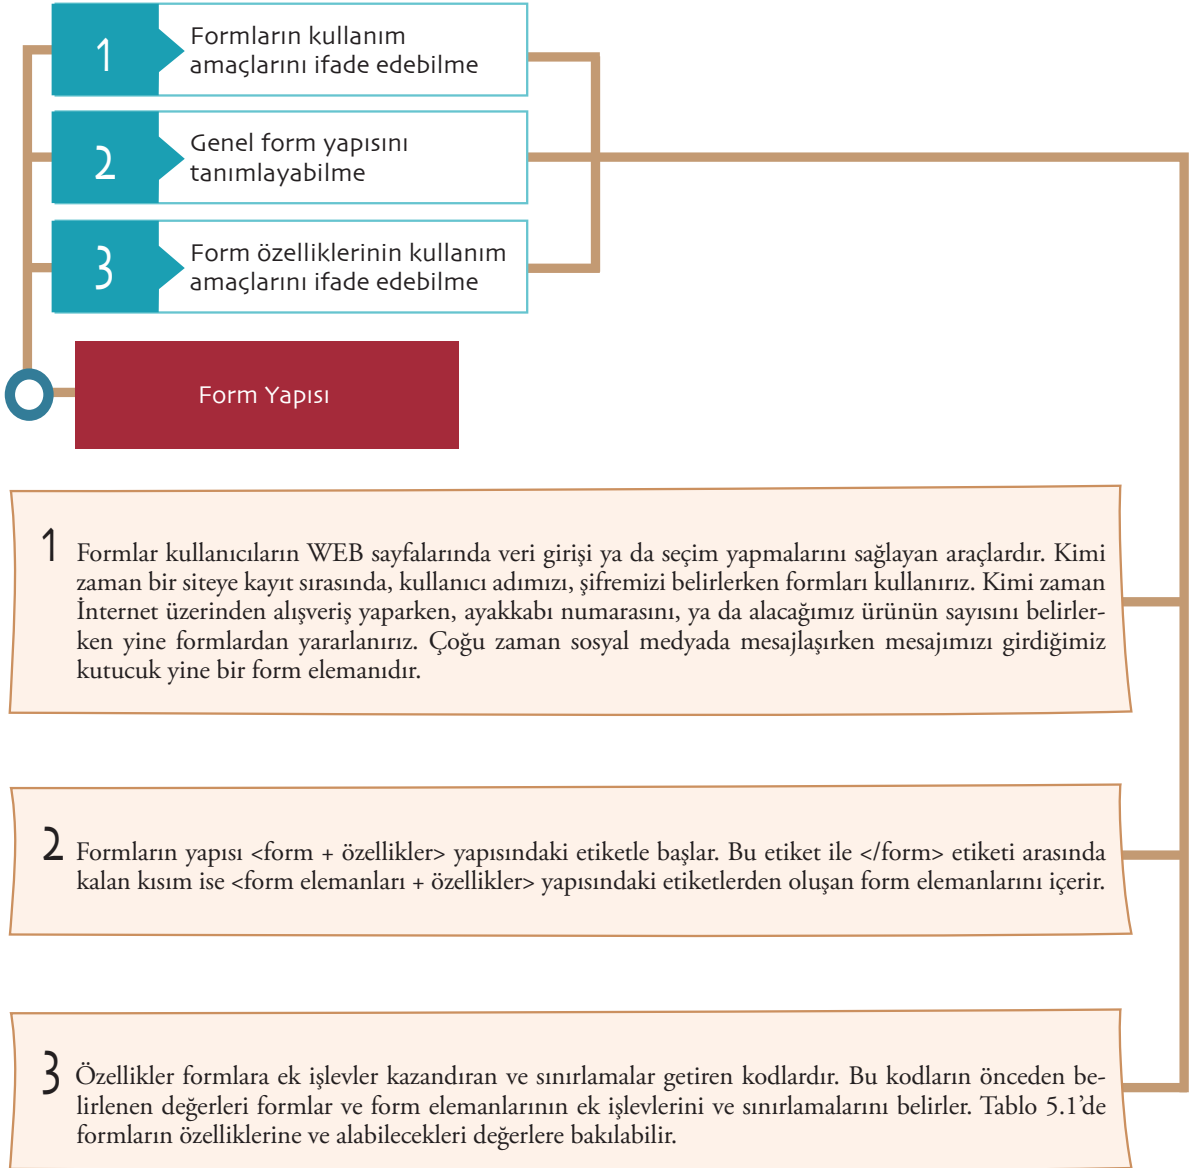 1
Formların kullanım
amaçlarını ifade edebilme
2
Genel form yapısını
tanımlayabilme
3
Form özelliklerinin kullanım
amaçlarını ifade edebilme
Form Yapısı
1 Formlar kullanıcıların WEB sayfalarında veri girişi ya da seçim yapmalarını sağlayan araçlardır. Kimi
zaman bir siteye kayıt sırasında, kullanıcı adımızı, şifremizi belirlerken formları kullanırız. Kimi zaman
İnternet üzerinden alışveriş yaparken, ayakkabı numarasını, ya da alacağımız ürünün sayısını belirler-
ken yine formlardan yararlanırız. Çoğu zaman sosyal medyada mesajlaşırken mesajımızı girdiğimiz
kutucuk yine bir form elemanıdır.
2 Formların yapısı <form + özellikler> yapısındaki etiketle başlar. Bu etiket ile </form> etiketi arasında
kalan kısım ise <form elemanları + özellikler> yapısındaki etiketlerden oluşan form elemanlarını içerir.
3 Özellikler formlara ek işlevler kazandıran ve sınırlamalar getiren kodlardır. Bu kodların önceden be-
lirlenen değerleri formlar ve form elemanlarının ek işlevlerini ve sınırlamalarını belirler. Tablo 5.1’de
formların özelliklerine ve alabilecekleri değerlere bakılabilir.